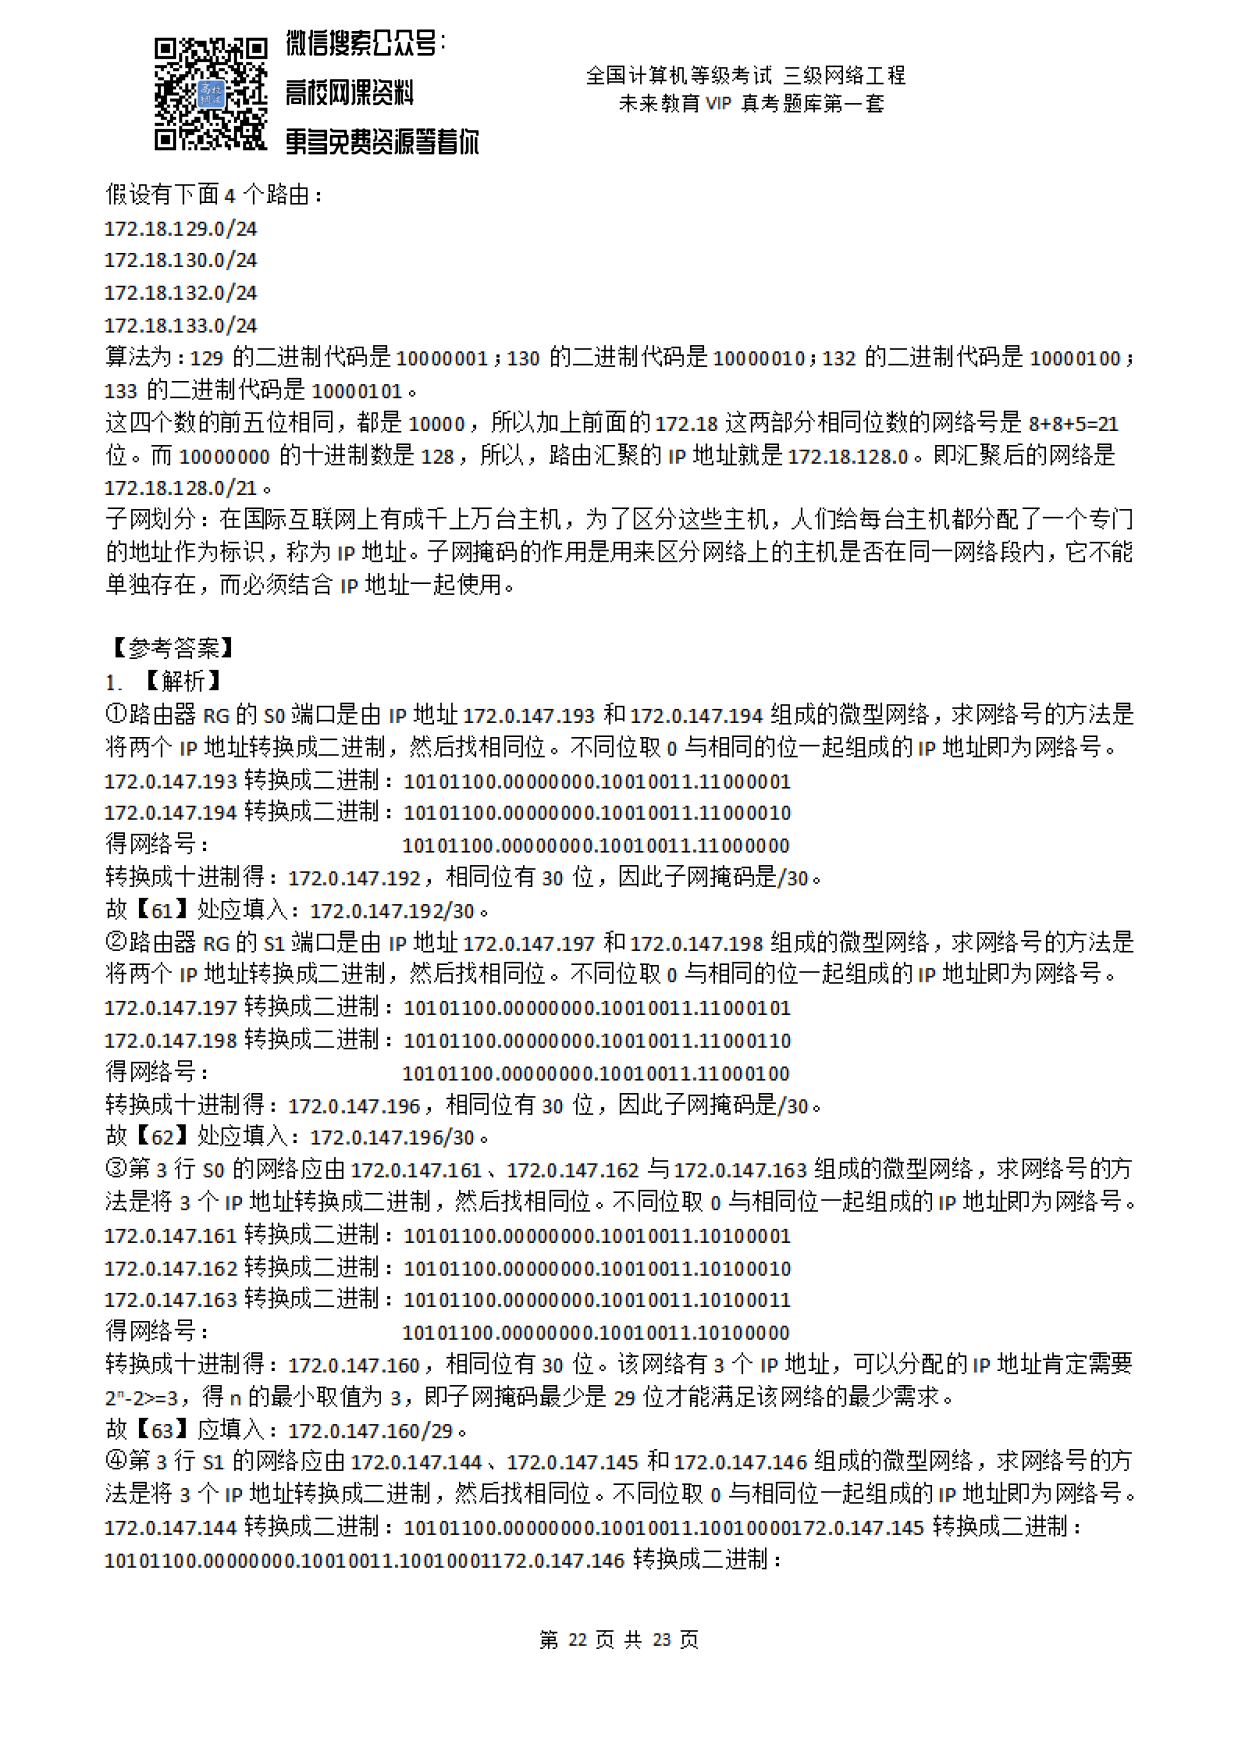 微信搜索公众号：
高校网课资料
更多免费资源等着你
高校
网课
全国计算机等级考试 三级网络工程
未来教育 VIP 真考题库第一套
假设有下面 4 个路由：
172.18.129.0/24
172.18.130.0/24
172.18.132.0/24
172.18.133.0/24
算法为：129 的二进制代码是 10000001；130 的二进制代码是 10000010；132 的二进制代码是 10000100；
133 的二进制代码是 10000101。
这四个数的前五位相同，都是 10000，所以加上前面的 172.18 这两部分相同位数的网络号是 8+8+5=21
位。而 10000000 的十进制数是 128，所以，路由汇聚的 IP 地址就是 172.18.128.0。即汇聚后的网络是
172.18.128.0/21。
子网划分：在国际互联网上有成千上万台主机，为了区分这些主机，人们给每台主机都分配了一个专门
的地址作为标识，称为 IP 地址。子网掩码的作用是用来区分网络上的主机是否在同一网络段内，它不能
单独存在，而必须结合 IP 地址一起使用。
【参考答案】
1. 【解析】
①路由器 RG 的 S0 端口是由 IP 地址 172.0.147.193 和 172.0.147.194 组成的微型网络，求网络号的方法是
将两个 IP 地址转换成二进制，然后找相同位。不同位取 0 与相同的位一起组成的 IP 地址即为网络号。
172.0.147.193 转换成二进制：10101100.00000000.10010011.11000001
172.0.147.194 转换成二进制：10101100.00000000.10010011.11000010
得网络号： 10101100.00000000.10010011.11000000
转换成十进制得：172.0.147.192，相同位有 30 位，因此子网掩码是/30。
故【61】处应填入：172.0.147.192/30。
②路由器 RG 的 S1 端口是由 IP 地址 172.0.147.197 和 172.0.147.198 组成的微型网络，求网络号的方法是
将两个 IP 地址转换成二进制，然后找相同位。不同位取 0 与相同的位一起组成的 IP 地址即为网络号。
172.0.147.197 转换成二进制：10101100.00000000.10010011.11000101
172.0.147.198 转换成二进制：10101100.00000000.10010011.11000110
得网络号： 10101100.00000000.10010011.11000100
转换成十进制得：172.0.147.196，相同位有 30 位，因此子网掩码是/30。
故【62】处应填入：172.0.147.196/30。
③第 3 行 S0 的网络应由 172.0.147.161、172.0.147.162 与 172.0.147.163 组成的微型网络，求网络号的方
法是将 3 个 IP 地址转换成二进制，然后找相同位。不同位取 0 与相同位一起组成的 IP 地址即为网络号。
172.0.147.161 转换成二进制：10101100.00000000.10010011.10100001
172.0.147.162 转换成二进制：10101100.00000000.10010011.10100010
172.0.147.163 转换成二进制：10101100.00000000.10010011.10100011
得网络号： 10101100.00000000.10010011.10100000
转换成十进制得：172.0.147.160，相同位有 30 位。该网络有 3 个 IP 地址，可以分配的 IP 地址肯定需要
2ⁿ-2>=3，得 n 的最小取值为 3，即子网掩码最少是 29 位才能满足该网络的最少需求。
故【63】应填入：172.0.147.160/29。
④第 3 行 S1 的网络应由 172.0.147.144、172.0.147.145 和 172.0.147.146 组成的微型网络，求网络号的方
法是将 3 个 IP 地址转换成二进制，然后找相同位。不同位取 0 与相同位一起组成的 IP 地址即为网络号。
172.0.147.144 转换成二进制：10101100.00000000.10010011.10010000172.0.147.145 转换成二进制：
10101100.00000000.10010011.10010001172.0.147.146 转换成二进制：
第 22 页 共 23 页